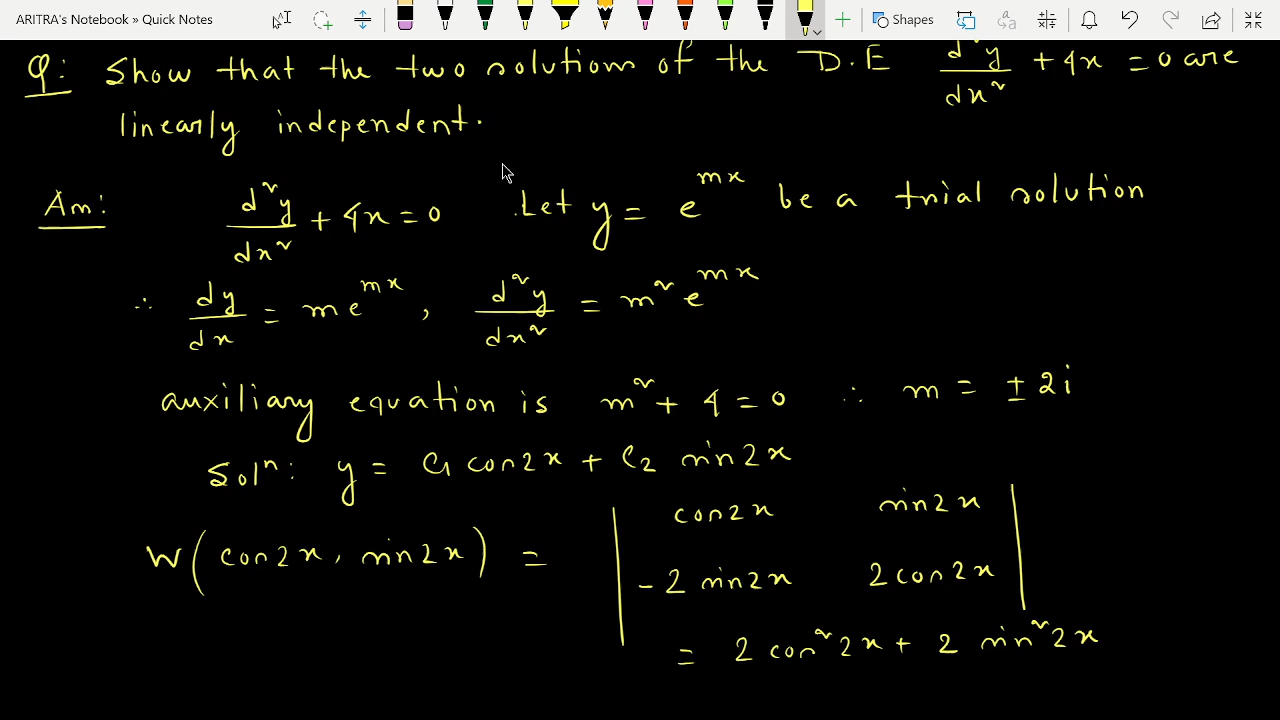 ARITRA's Notebook » Quick Notes
Shapes
Q: Show that the two solutions of the D.E d²y/dx² + 4x = 0 are
linearly independent.
Ans: d²y/dx² + 4x = 0 . Let y = e^{mx} be a trial solution
∴ dy/dx = me^{mx}, d²y/dx² = m² e^{mx}
auxiliary equation is m² + 4 = 0 ∴ m = ± 2i
Solⁿ: y = C₁ cos2x + C₂ sin2x
W(cos2x, sin2x) = | cos2x sin2x |
| -2 sin2x 2cos2x |
= 2 cos²2x + 2 sin²2x